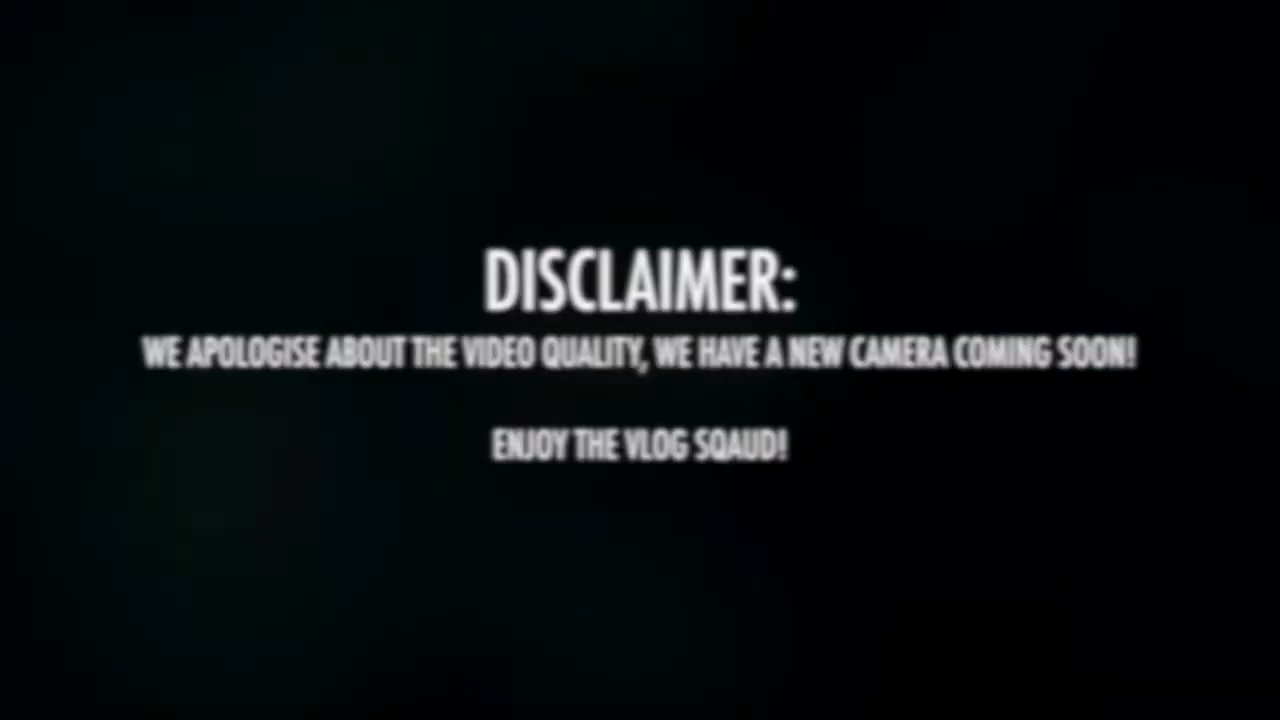 DISCLAIMER:
WE APOLOGISE ABOUT THE VIDEO QUALITY, WE HAVE A NEW CAMERA COMING SOON!
ENJOY THE VLOG SQAUD!